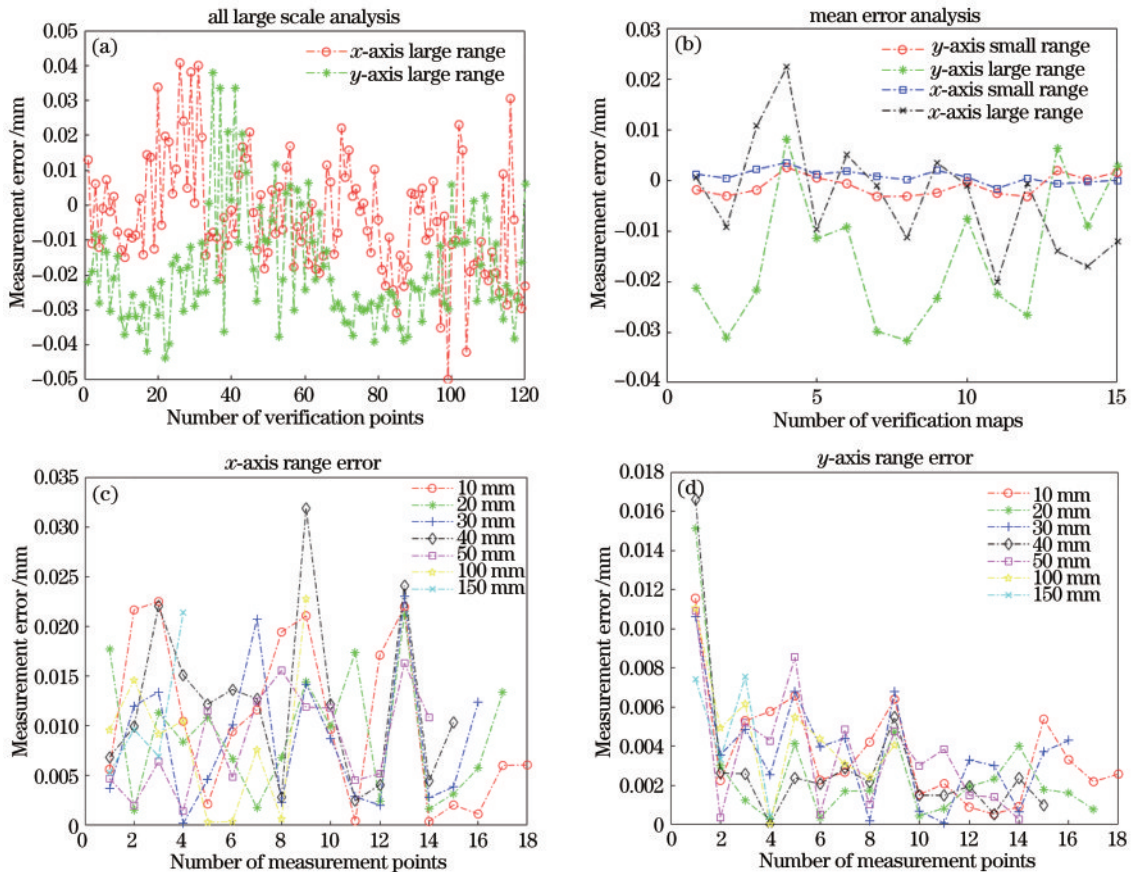 all large scale analysis
(a)
x-axis large range
y-axis large range
0.05
0.04
0.03
0.02
0.01
0
−0.01
−0.02
−0.03
−0.04
−0.05
Measurement error /mm
0 20 40 60 80 100 120
Number of verification points
mean error analysis
(b)
y-axis small range
y-axis large range
x-axis small range
x-axis large range
0.03
0.02
0.01
0
−0.01
−0.02
−0.03
−0.04
Measurement error /mm
0 5 10 15
Number of verification maps
x-axis range error
(c)
10 mm
20 mm
30 mm
40 mm
50 mm
100 mm
150 mm
0.035
0.030
0.025
0.020
0.015
0.010
0.005
0
Measurement error /mm
0 2 4 6 8 10 12 14 16 18
Number of measurement points
y-axis range error
(d)
10 mm
20 mm
30 mm
40 mm
50 mm
100 mm
150 mm
0.018
0.016
0.014
0.012
0.010
0.008
0.006
0.004
0.002
0.000
Measurement error /mm
0 2 4 6 8 10 12 14 16 18
Number of measurement points